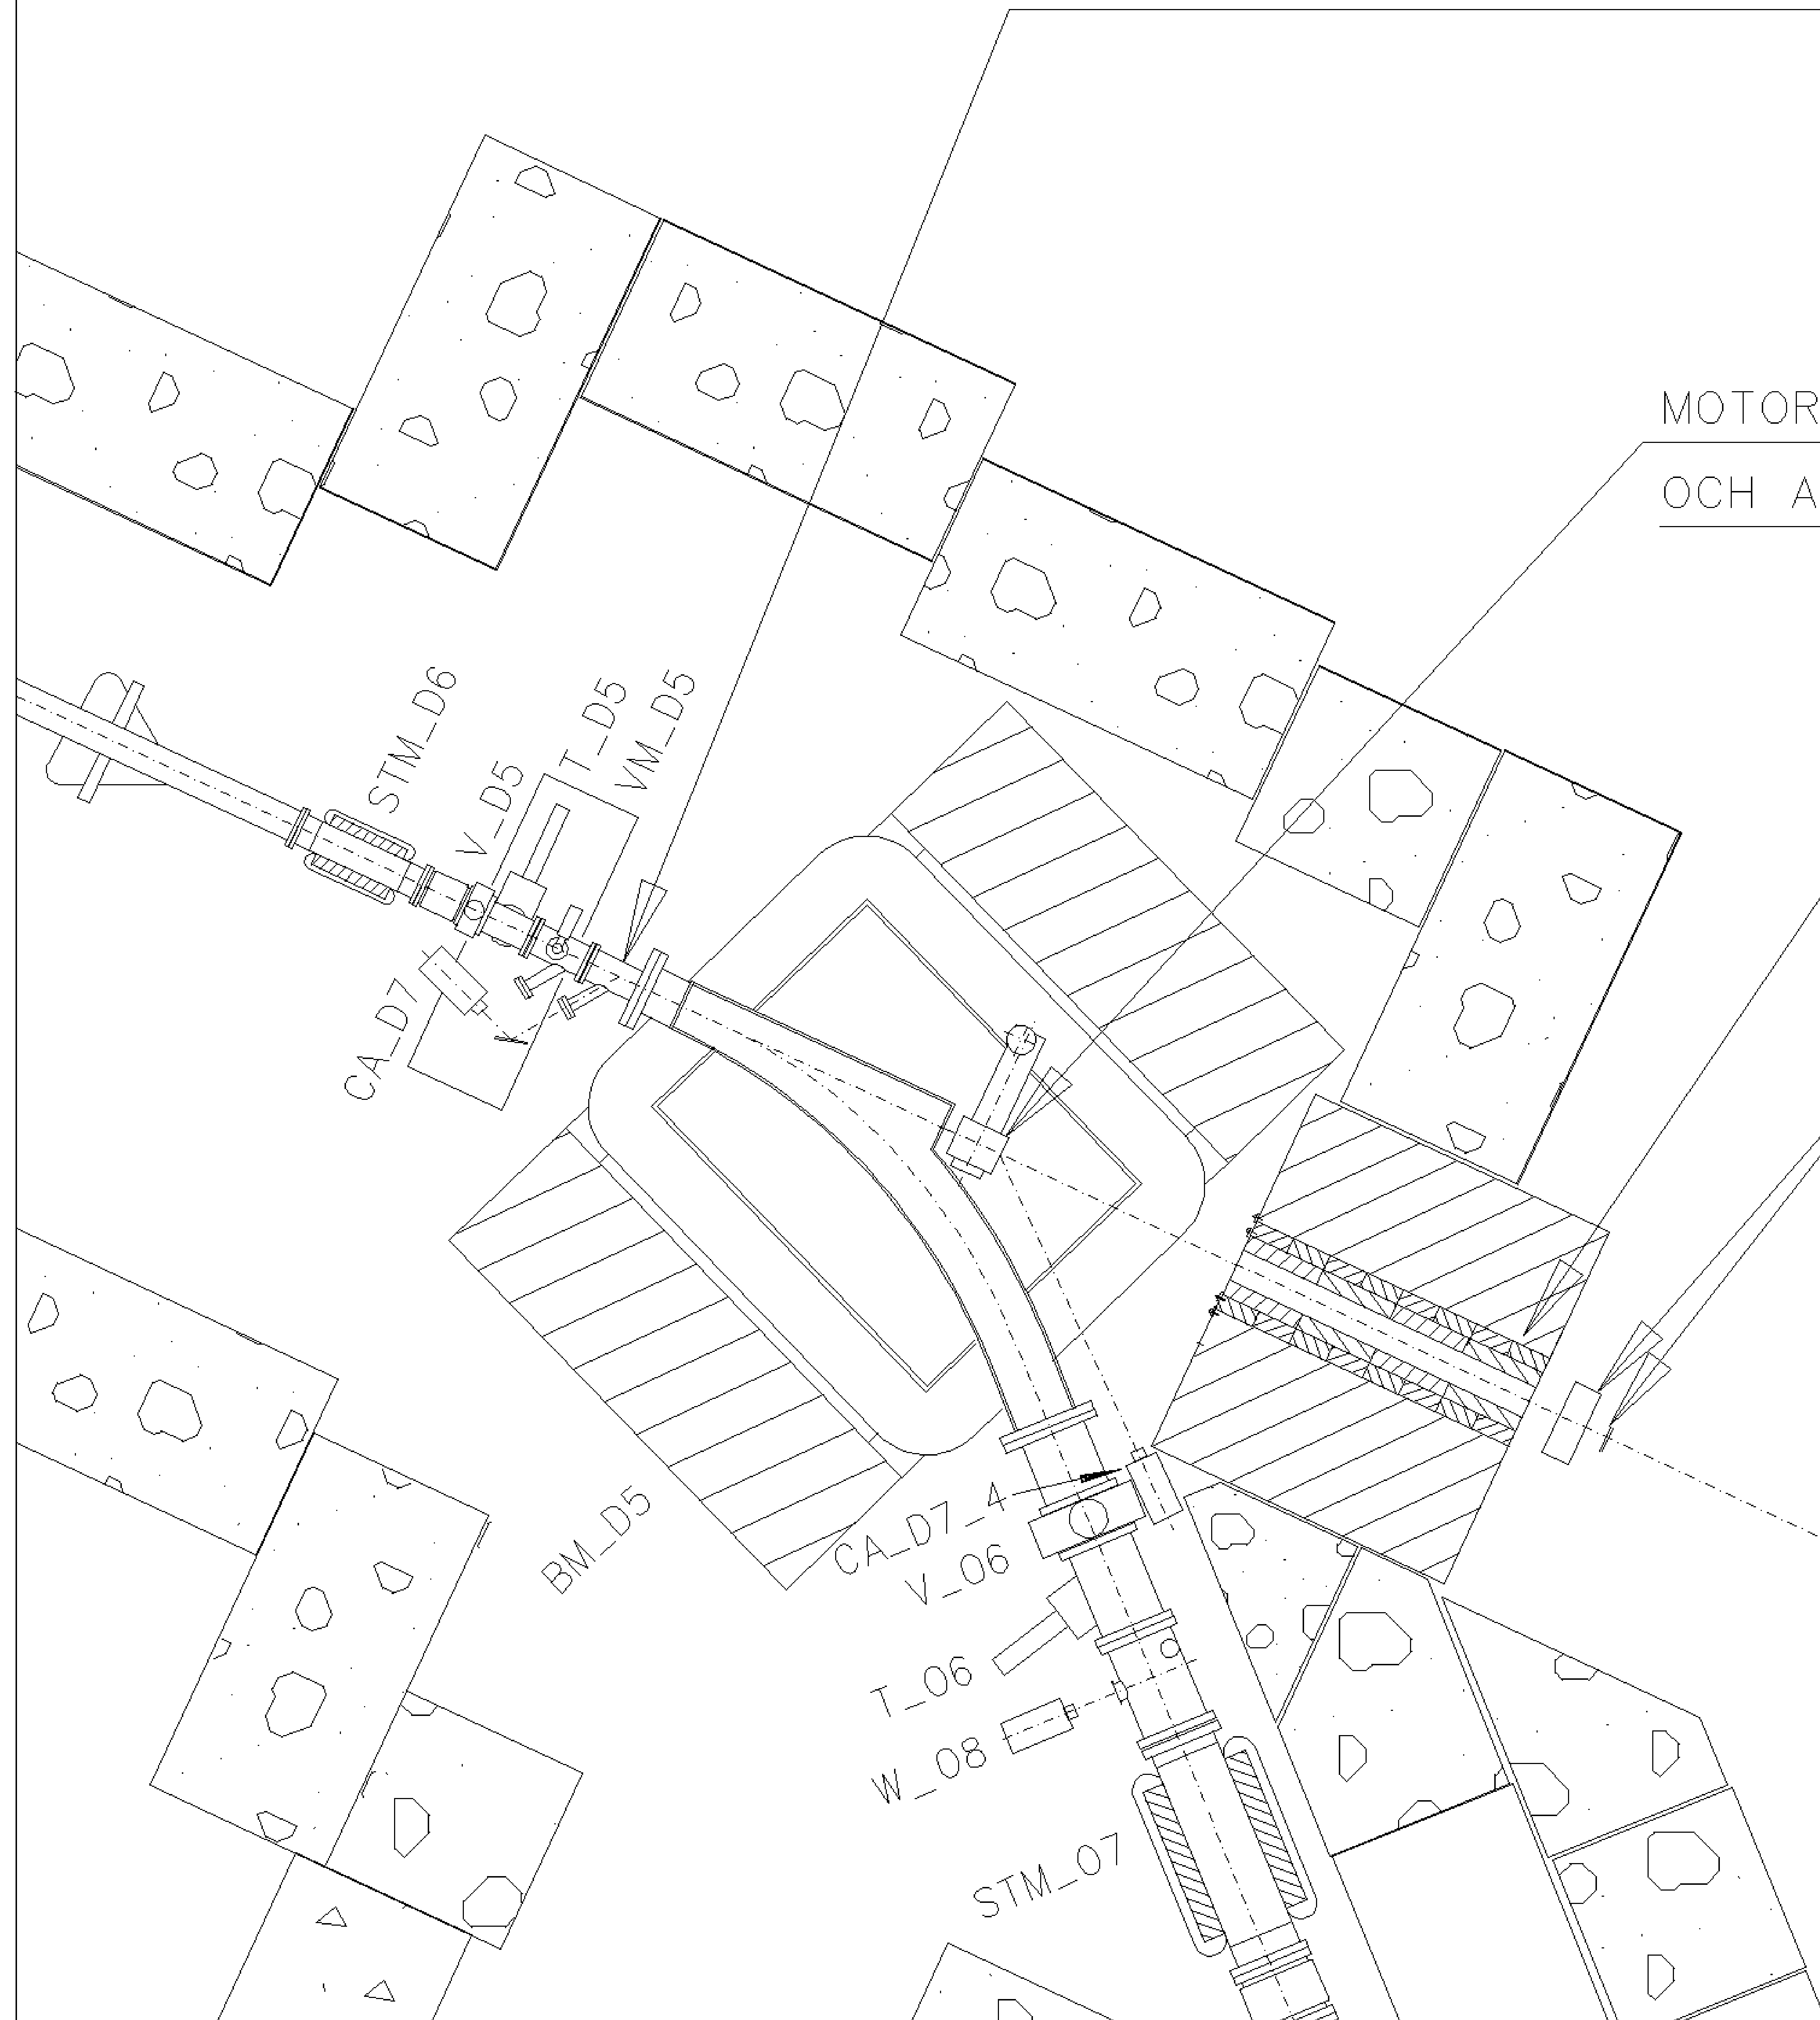 MOTOR
OCH A
STM_D6
T_D5
VM_D5
V_D5
CA_D7
BM_D5
CA_D7_4
V_06
T_06
W_08
STM_07